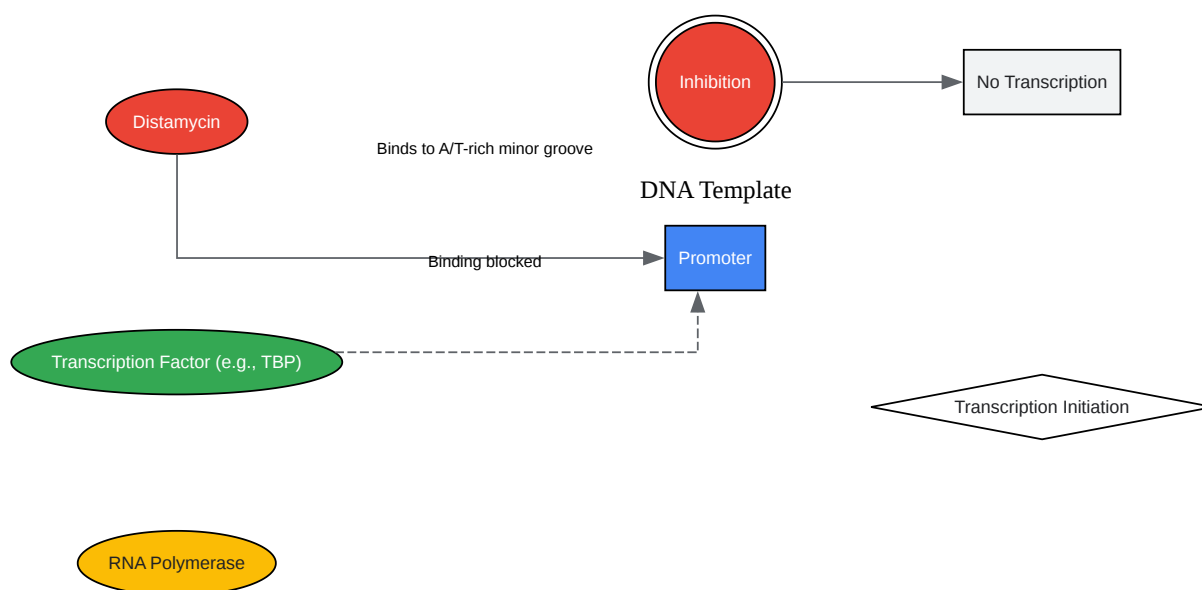 Inhibition
No Transcription
Distamycin
Binds to A/T-rich minor groove
DNA Template
Promoter
Binding blocked
Transcription Factor (e.g., TBP)
Transcription Initiation
RNA Polymerase